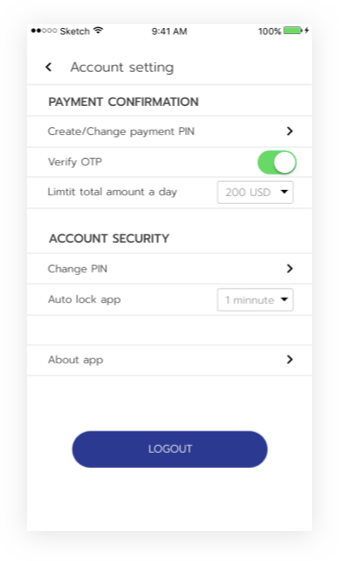 Sketch 9:41 AM 100%
Account setting
PAYMENT CONFIRMATION
Create/Change payment PIN
Verify OTP
Limtit total amount a day 200 USD
ACCOUNT SECURITY
Change PIN
Auto lock app 1 minnute
About app
LOGOUT